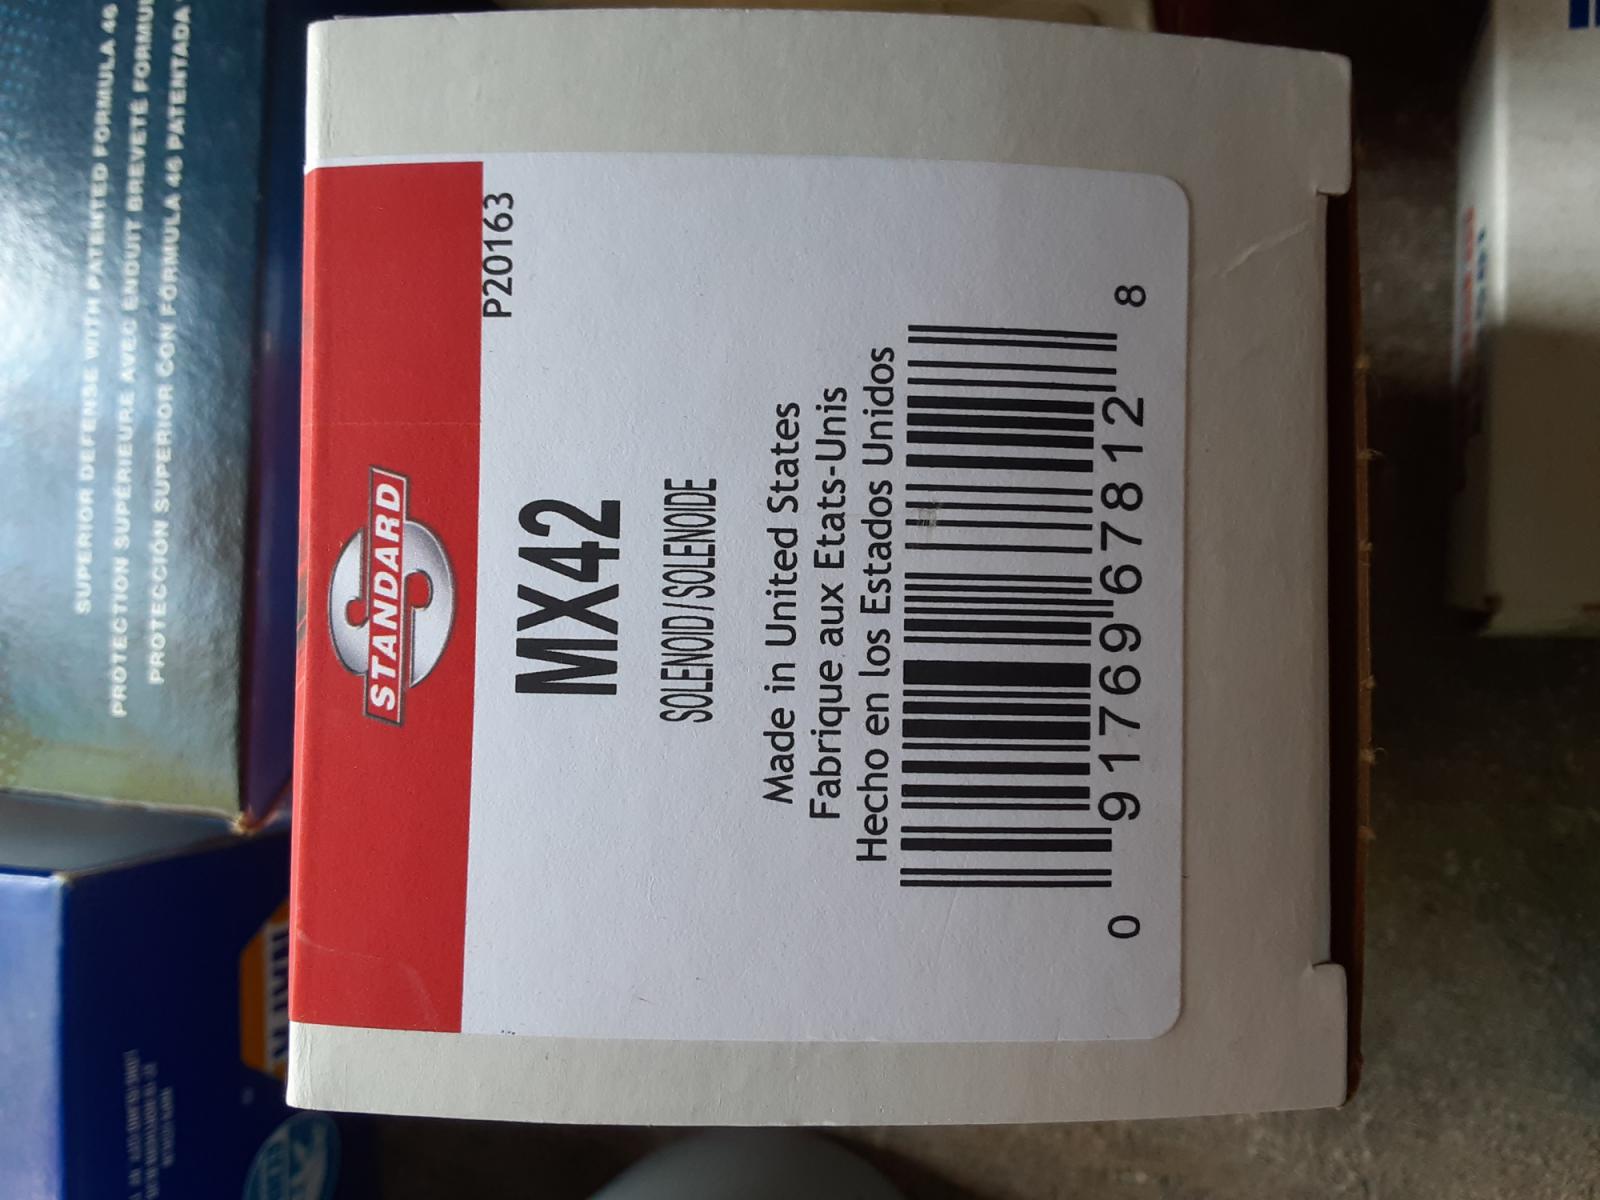 STANDARD
P20163
MX42
SOLENOID/SOLENOIDE
Made in United States
Fabrique aux Etats-Unis
Hecho en los Estados Unidos
0 91769 67812 8
SUPERIOR DEFENSE WITH PATENTED FORMULA 46
PROTECTION SUPÉRIEURE AVEC ENDUIT BREVETÉ
PROTECCIÓN SUPERIOR CON FORMULA 46 PATENTADA